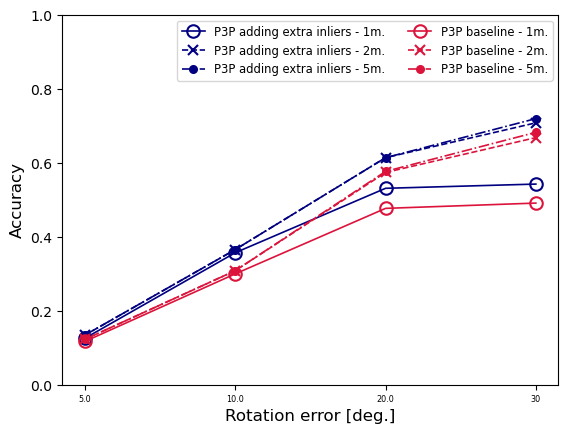 P3P adding extra inliers - 1m.
P3P adding extra inliers - 2m.
P3P adding extra inliers - 5m.
P3P baseline - 1m.
P3P baseline - 2m.
P3P baseline - 5m.
1.0
0.8
0.6
0.4
0.2
0.0
Accuracy
5.0 10.0 20.0 30
Rotation error [deg.]